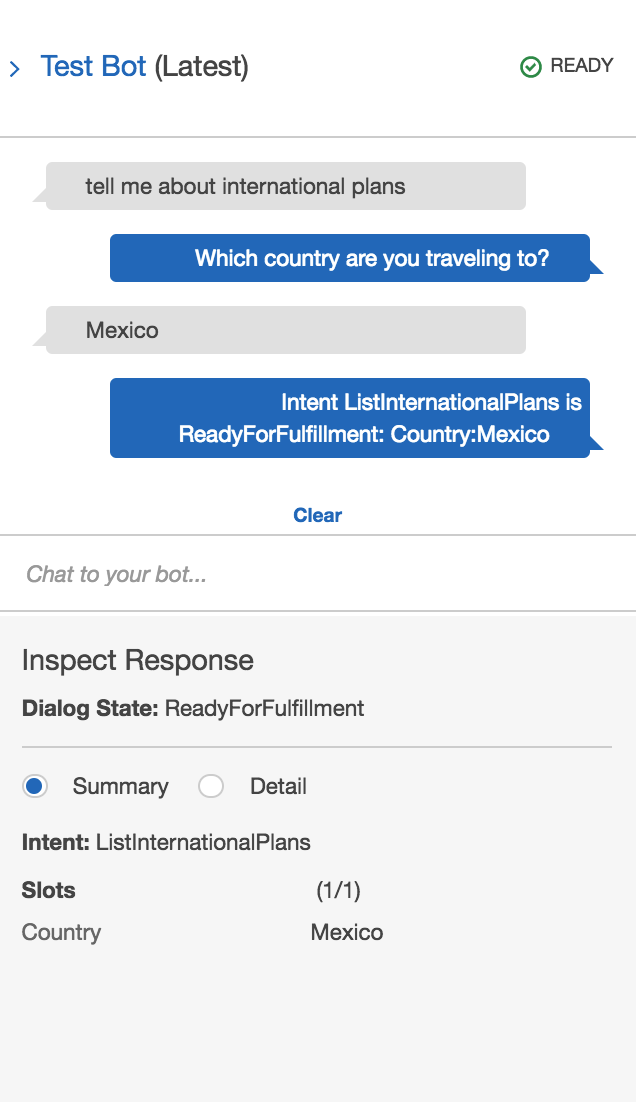 Test Bot (Latest)
READY
tell me about international plans
Which country are you traveling to?
Mexico
Intent ListInternationalPlans is
ReadyForFulfillment: Country:Mexico
Clear
Chat to your bot...
Inspect Response
Dialog State: ReadyForFulfillment
Summary
Detail
Intent: ListInternationalPlans
Slots (1/1)
Country Mexico